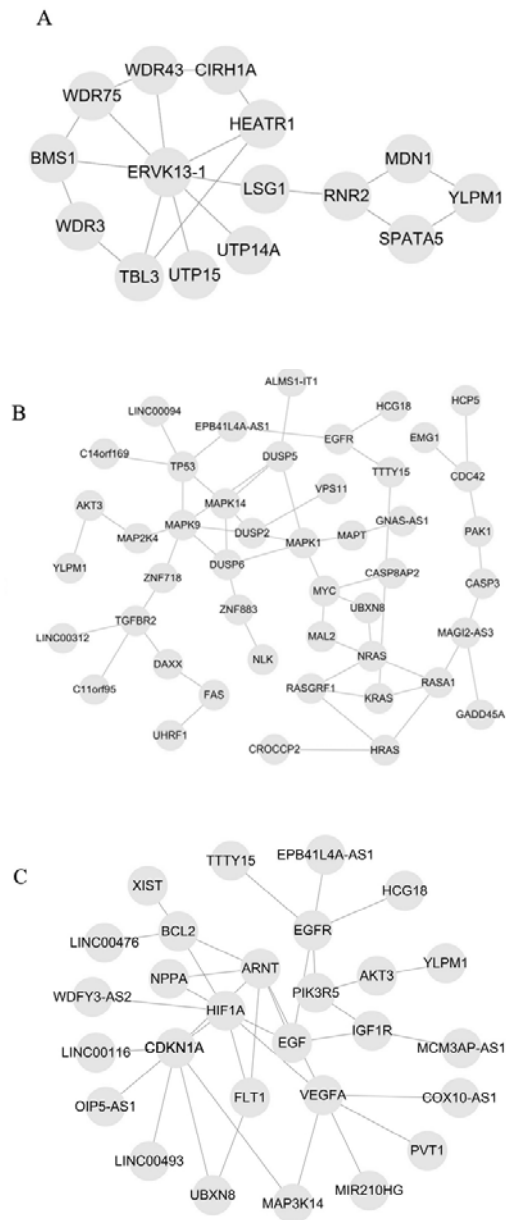 A
WDR43 CIRH1A
WDR75
HEATR1
MDN1
BMS1
ERVK13-1
LSG1
RNR2
YLPM1
WDR3
SPATA5
UTP14A
TBL3 UTP15
B
ALMS1-IT1
HCP5
LINC00094
HCG18
EPB41L4A-AS1
EGFR
EMG1
C14orf169
DUSP5
TP53
TTTY15
CDC42
VPS11
AKT3
MAPK14
GNAS-AS1
MAPK9
DUSP2
PAK1
MAP2K4
MAPK1
MAPT
YLPM1
DUSP6
CASP8AP2
ZNF718
CASP3
MYC
UBXN8
ZNF883
TGFBR2
MAL2
MAGI2-AS3
LINC00312
NRAS
DAXX
NLK
RASA1
C11orf95
FAS
RASGRF1
KRAS
GADD45A
UHRF1
CROCCP2
HRAS
C
TTTY15
EPB41L4A-AS1
XIST
HCG18
BCL2
EGFR
LINC00476
ARNT
YLPM1
NPPA
AKT3
PIK3R5
WDFY3-AS2
HIF1A
IGF1R
CDKN1A
EGF
LINC00116
MCM3AP-AS1
FLT1
VEGFA
COX10-AS1
OIP5-AS1
PVT1
LINC00493
MIR210HG
UBXN8
MAP3K14